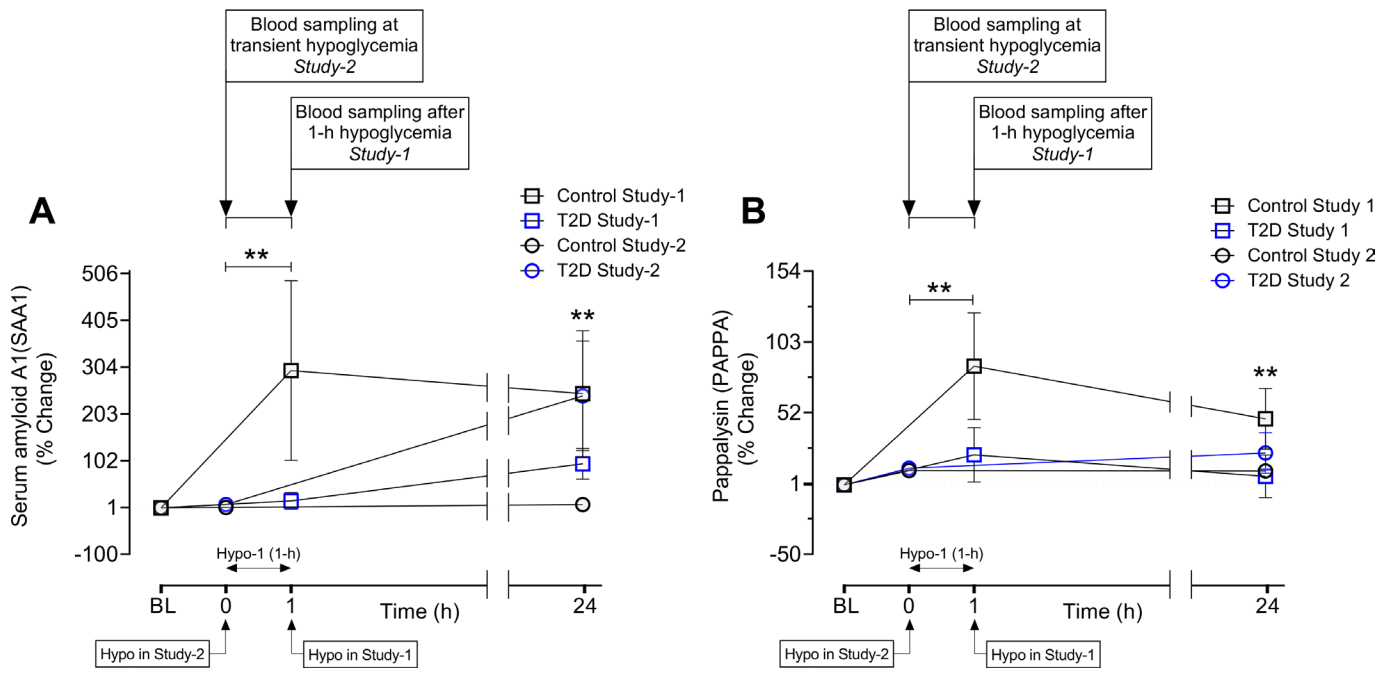 Blood sampling at
transient hypoglycemia
Study-2
Blood sampling after
1-h hypoglycemia
Study-1
A
Control Study-1
T2D Study-1
Control Study-2
T2D Study-2
**
**
Serum amyloid A1(SAA1)
(% Change)
506
405
304
203
102
1
-100
Hypo-1 (1-h)
BL
0
1
Time (h)
24
Hypo in Study-2
Hypo in Study-1
Blood sampling at
transient hypoglycemia
Study-2
Blood sampling after
1-h hypoglycemia
Study-1
B
Control Study 1
T2D Study 1
Control Study 2
T2D Study 2
**
**
Pappalysin (PAPPA)
(% Change)
154
103
52
1
-50
Hypo-1 (1-h)
BL
0
1
Time (h)
24
Hypo in Study-2
Hypo in Study-1